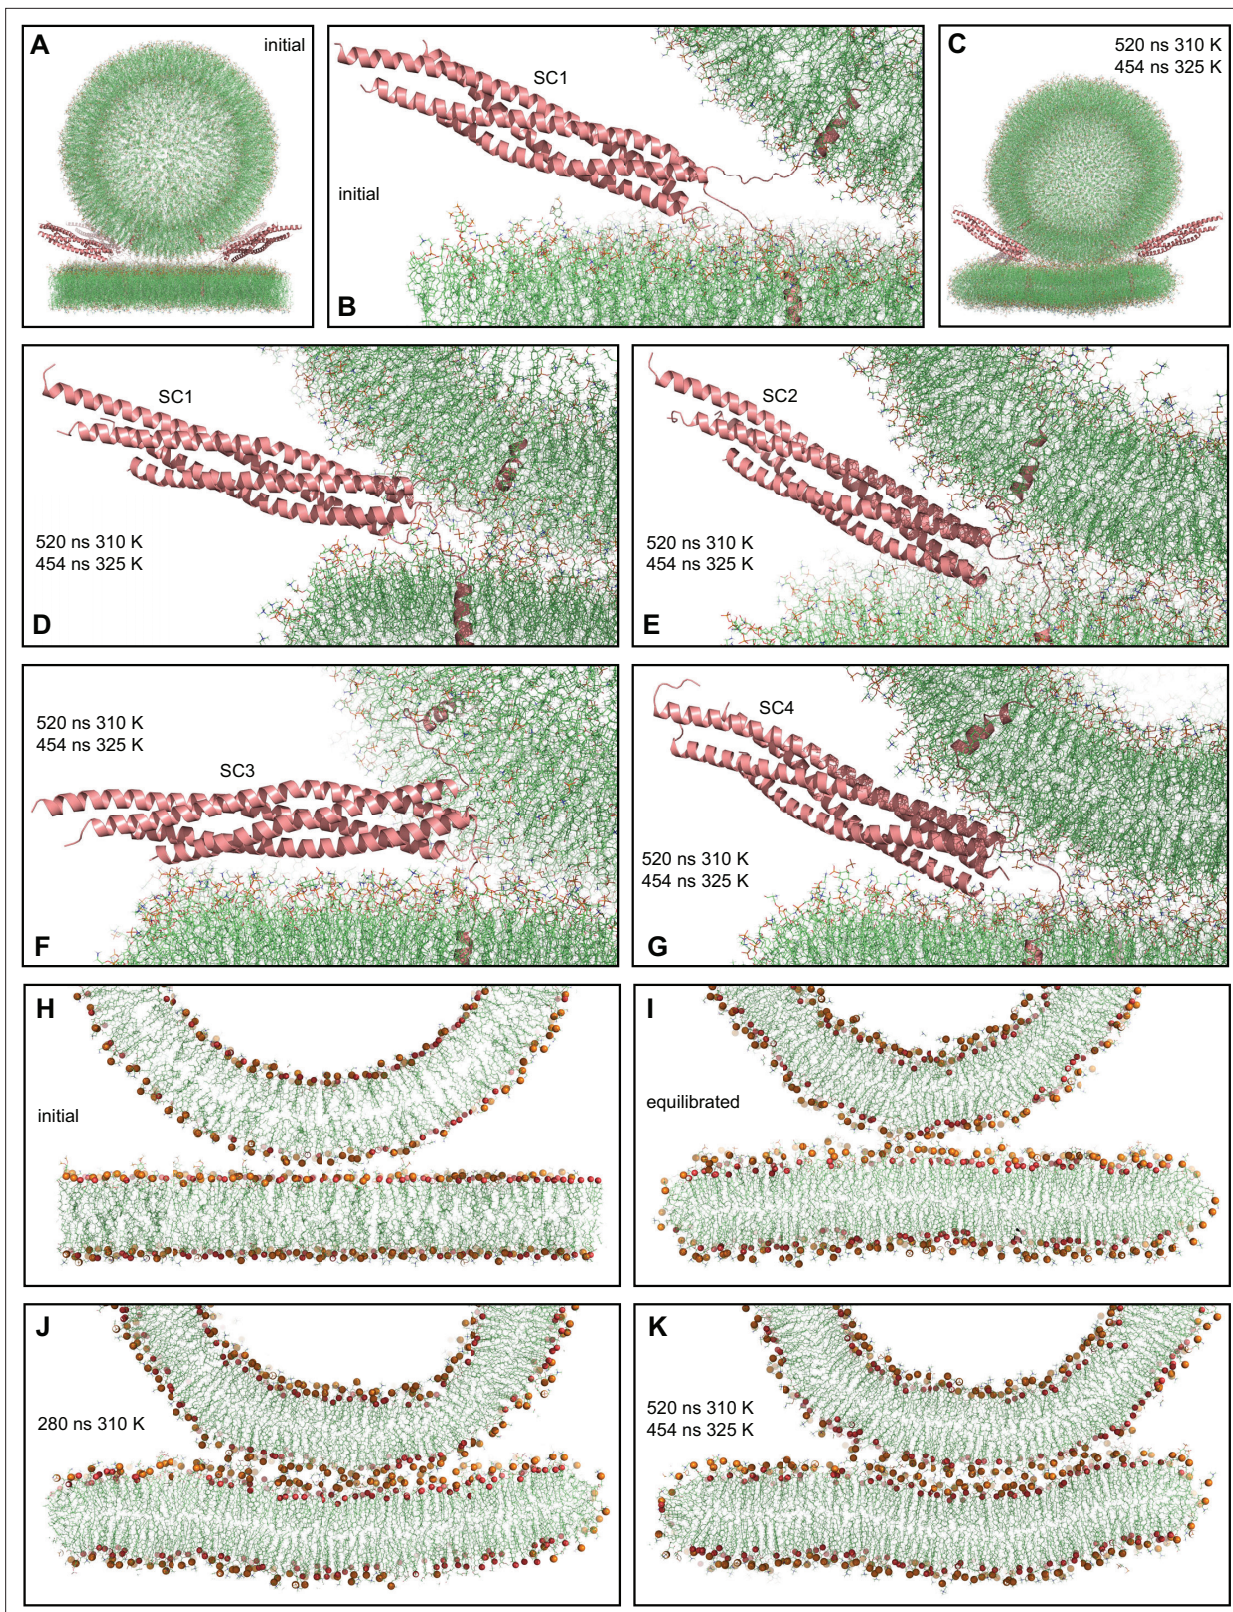 A
initial
SC1
initial
B
C
520 ns 310 K
454 ns 325 K
SC1
520 ns 310 K
454 ns 325 K
D
SC2
520 ns 310 K
454 ns 325 K
E
520 ns 310 K
454 ns 325 K
SC3
F
SC4
520 ns 310 K
454 ns 325 K
G
H
initial
I
equilibrated
J
280 ns 310 K
K
520 ns 310 K
454 ns 325 K